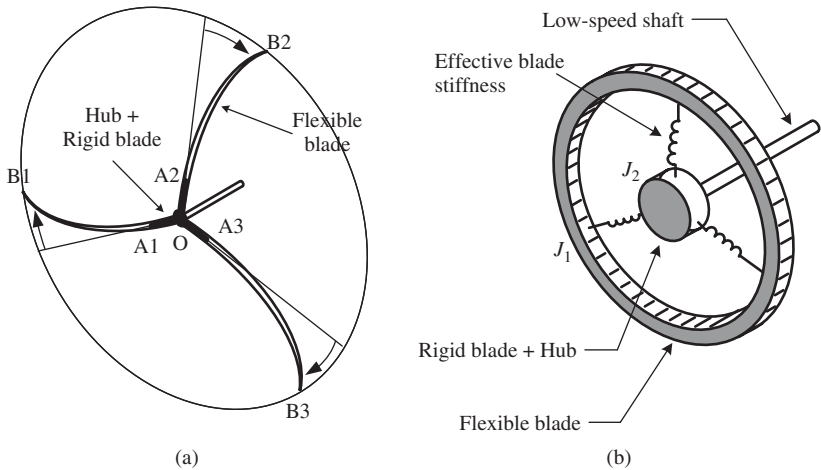 B2
Hub +
Rigid blade
Flexible
blade
A2
B1
A1
O
A3
B3
(a)
Low-speed shaft
Effective blade
stiffness
J2
J1
Rigid blade + Hub
Flexible blade
(b)